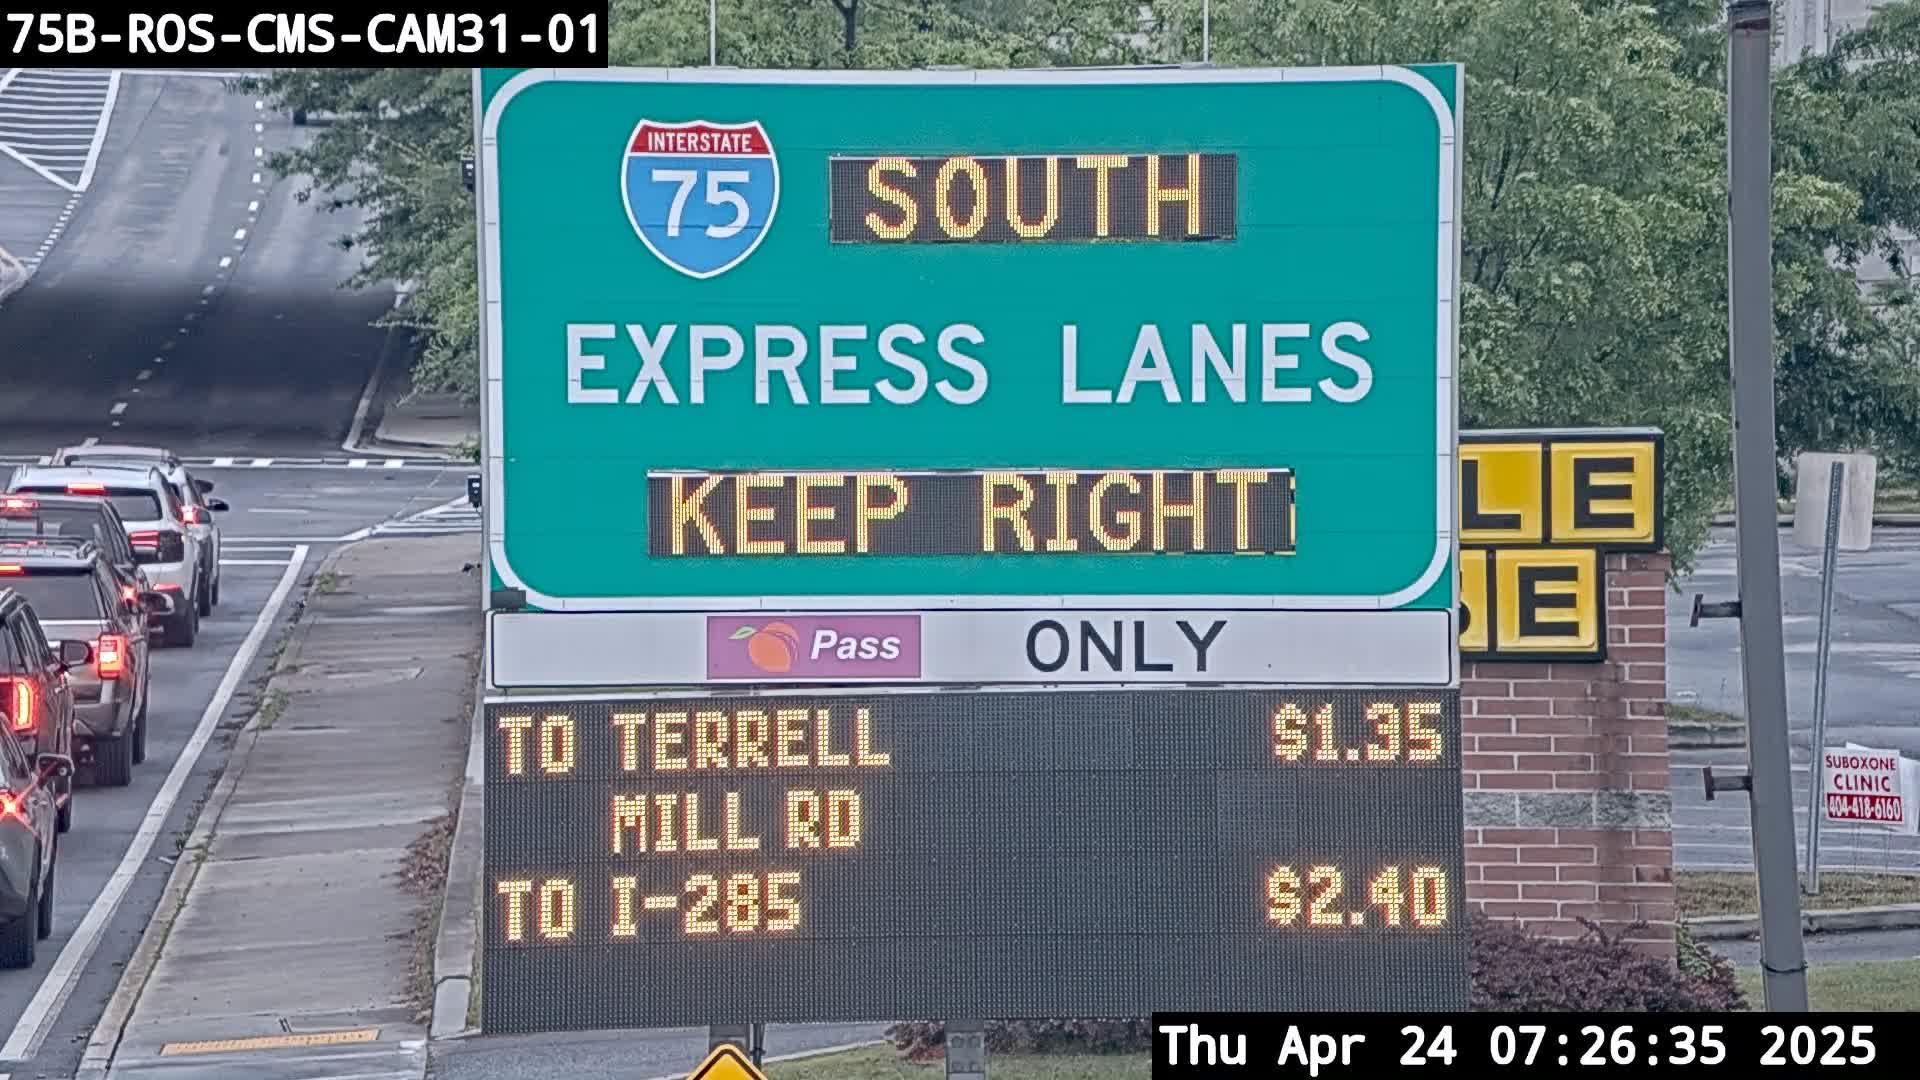 75B-ROS-CMS-CAM31-01
INTERSTATE
75
SOUTH
EXPRESS LANES
KEEP RIGHT
Pass ONLY
TO TERRELL $1.35
MILL RD
TO I-285 $2.40
LE
E
SUBOXONE
CLINIC
404-418-6160
Thu Apr 24 07:26:35 2025